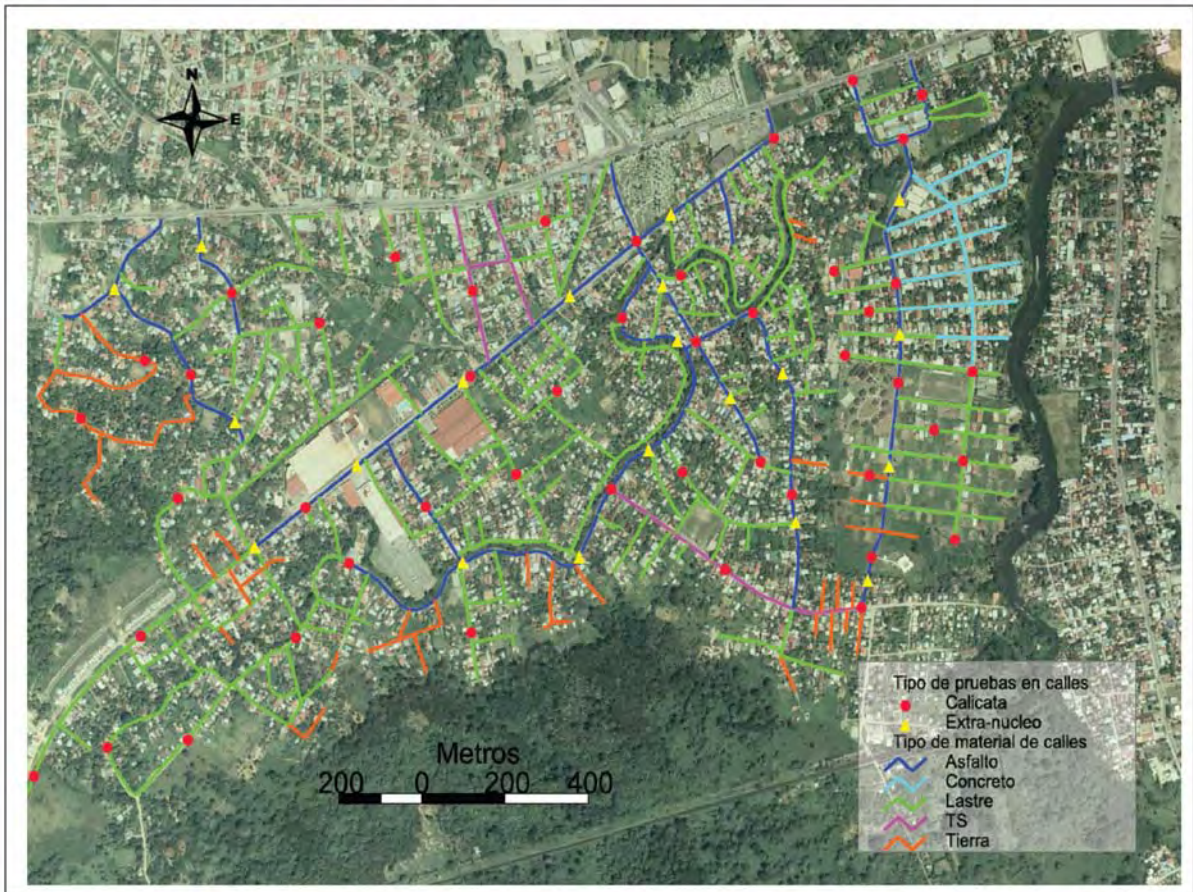 N
E
Tipo de pruebas en calles
Calicata
Extra-nucleo
Tipo de material de calles
Asfalto
Concreto
Lastre
TS
Tierra
Metros
200 0 200 400